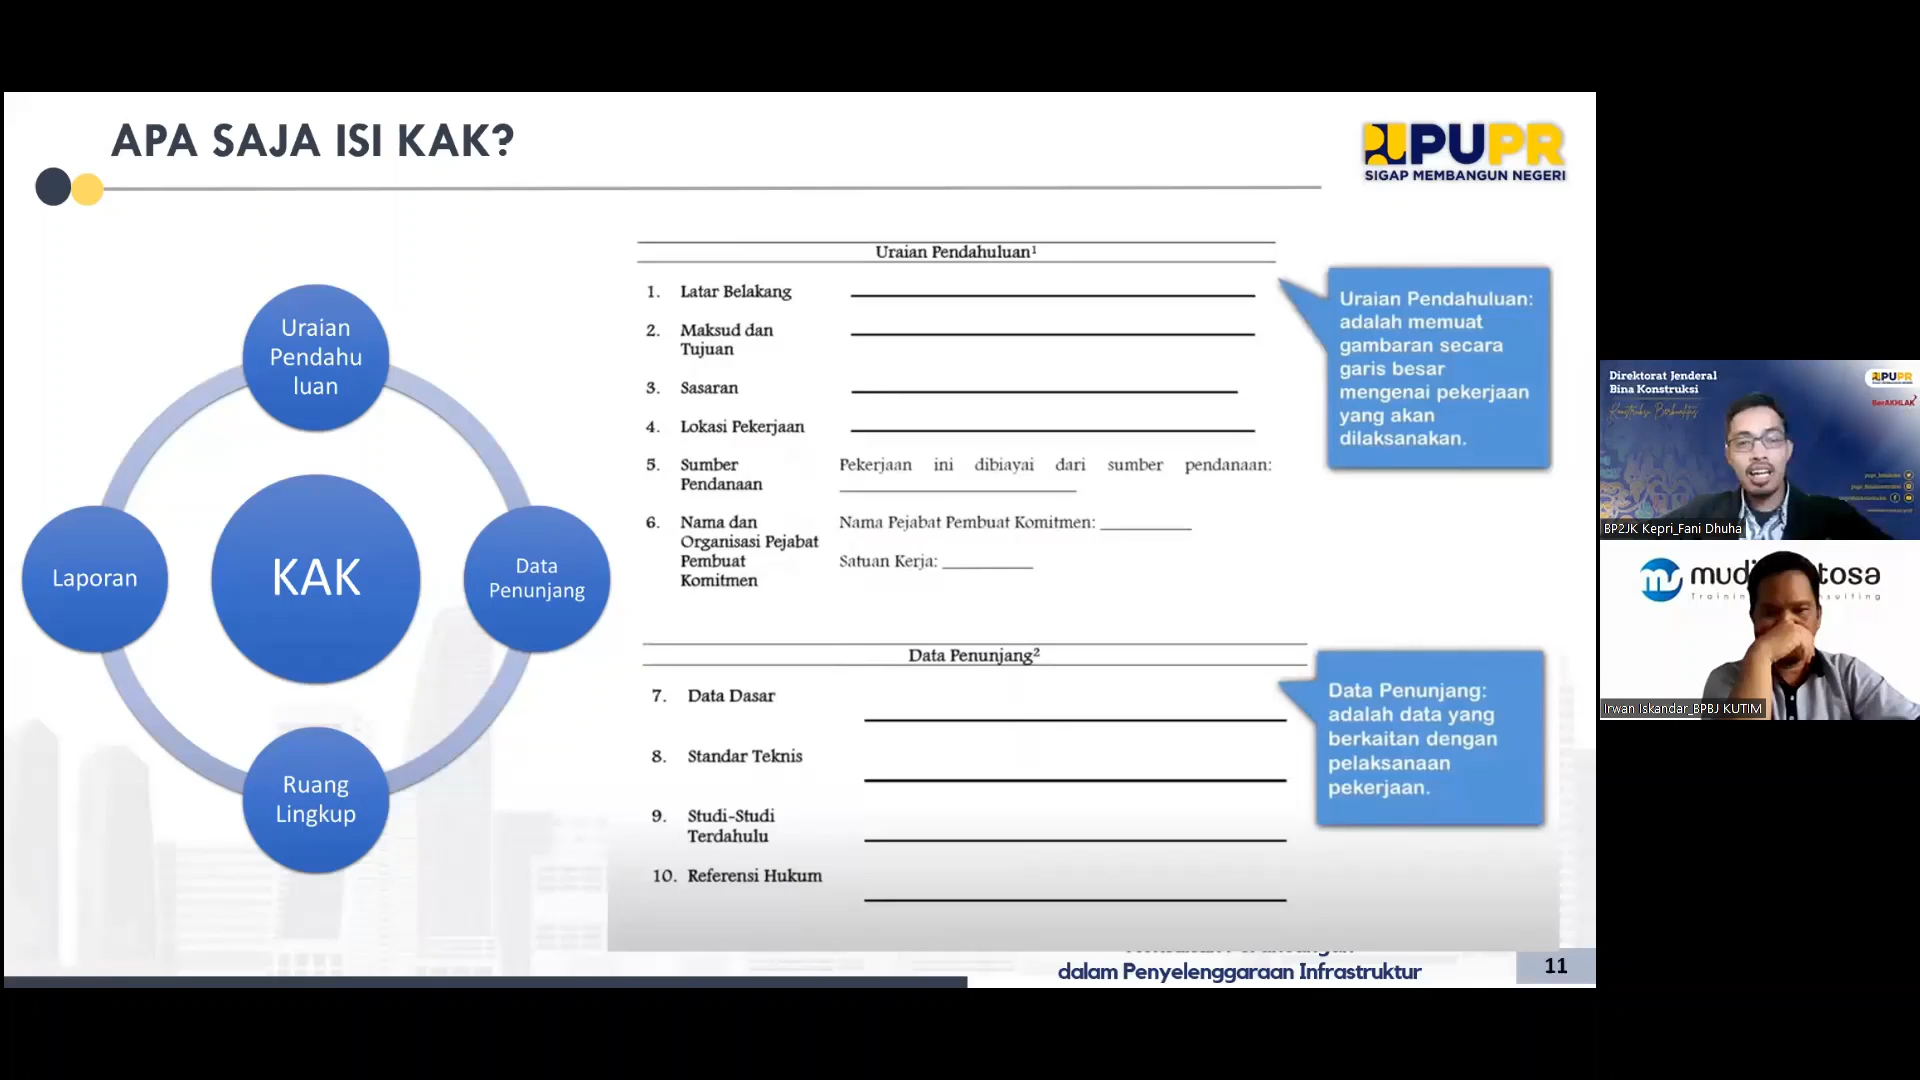 APA SAJA ISI KAK?
PUPR
SIGAP MEMBANGUN NEGERI
Uraian
Pendahu
luan
Laporan
KAK
Data
Penunjang
Ruang
Lingkup
Uraian Pendahuluan¹
1. Latar Belakang
2. Maksud dan
Tujuan
3. Sasaran
4. Lokasi Pekerjaan
5. Sumber Pekerjaan ini dibiayai dari sumber pendanaan:
Pendanaan
6. Nama dan Nama Pejabat Pembuat Komitmen:
Organisasi Pejabat
Pembuat Satuan Kerja:
Komitmen
Uraian Pendahuluan:
adalah memuat
gambaran secara
garis besar
mengenai pekerjaan
yang akan
dilaksanakan.
Data Penunjang²
7. Data Dasar
8. Standar Teknis
9. Studi-Studi
Terdahulu
10. Referensi Hukum
Data Penunjang:
adalah data yang
berkaitan dengan
pelaksanaan
pekerjaan.
dalam Penyelenggaraan Infrastruktur
11
Direktorat Jenderal
Bina Konstruksi
PUPR
BerAKHLAK
BP2JK Kepri_Fani Dhuha
Irwan Iskandar_BPBJ KUTIM